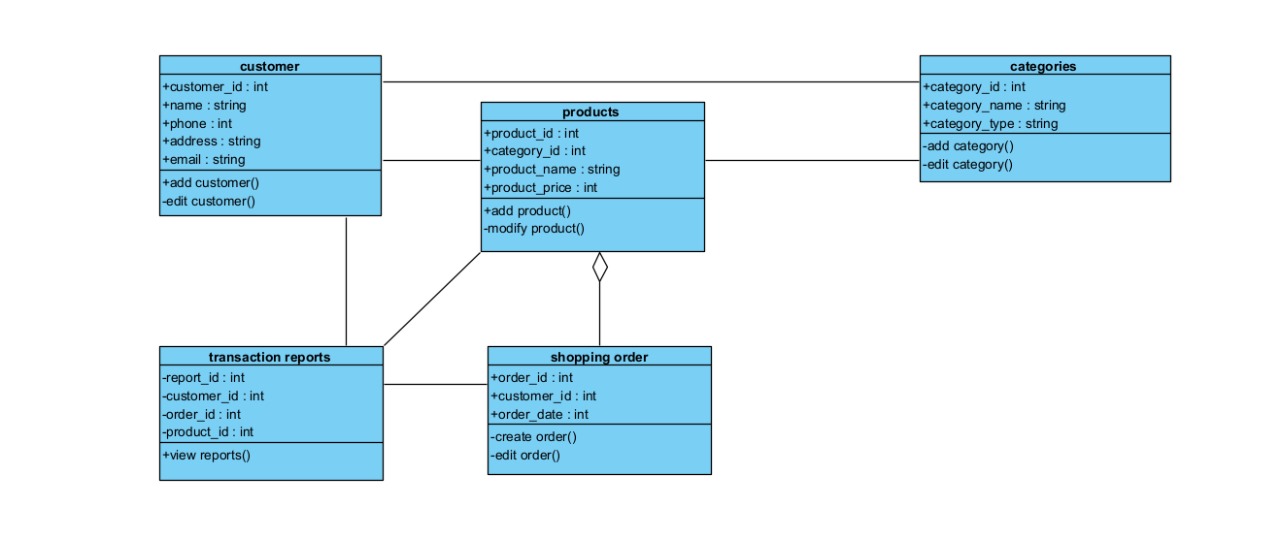 customer
+customer_id : int
+name : string
+phone : int
+address : string
+email : string
+add customer()
-edit customer()
products
+product_id : int
+category_id : int
+product_name : string
+product_price : int
+add product()
-modify product()
categories
+category_id : int
+category_name : string
+category_type : string
-add category()
-edit category()
transaction reports
-report_id : int
-customer_id : int
-order_id : int
-product_id : int
+view reports()
shopping order
+order_id : int
+customer_id : int
+order_date : int
-create order()
-edit order()